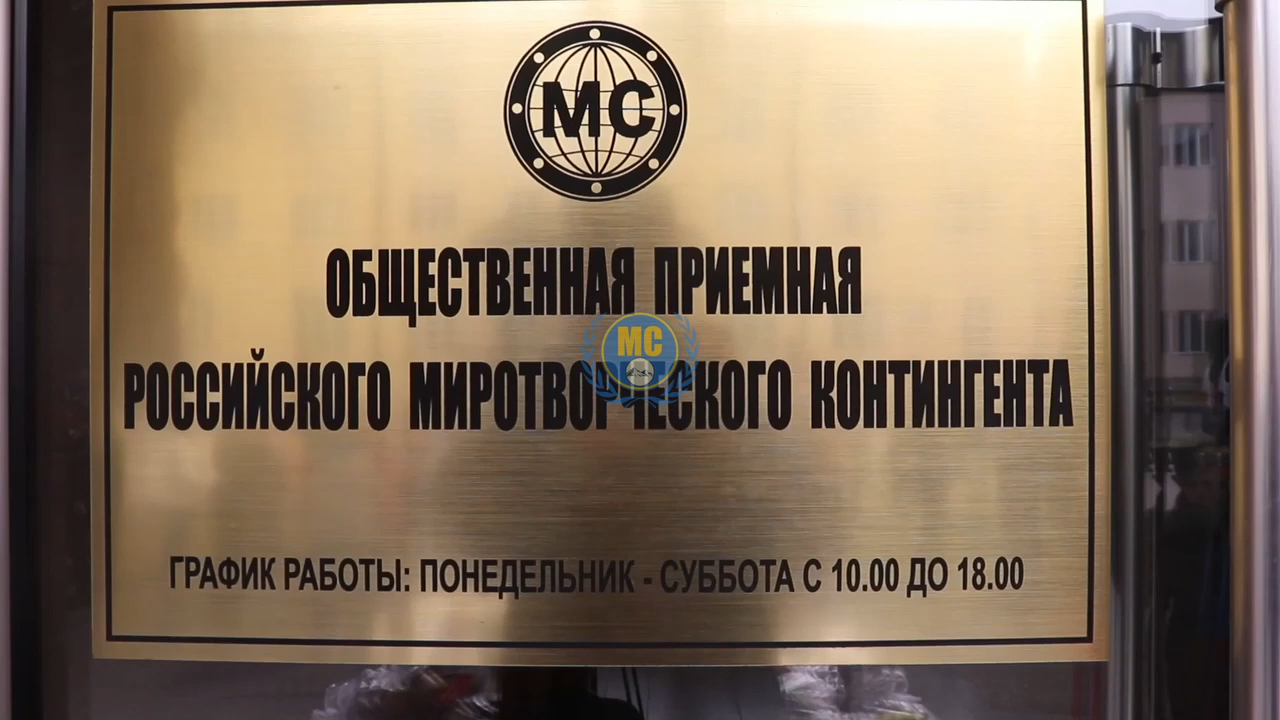 МС
ОБЩЕСТВЕННАЯ ПРИЕМНАЯ
МС
РОССИЙСКОГО МИРОТВОРЧЕСКОГО КОНТИНГЕНТА
ГРАФИК РАБОТЫ: ПОНЕДЕЛЬНИК - СУББОТА С 10.00 ДО 18.00